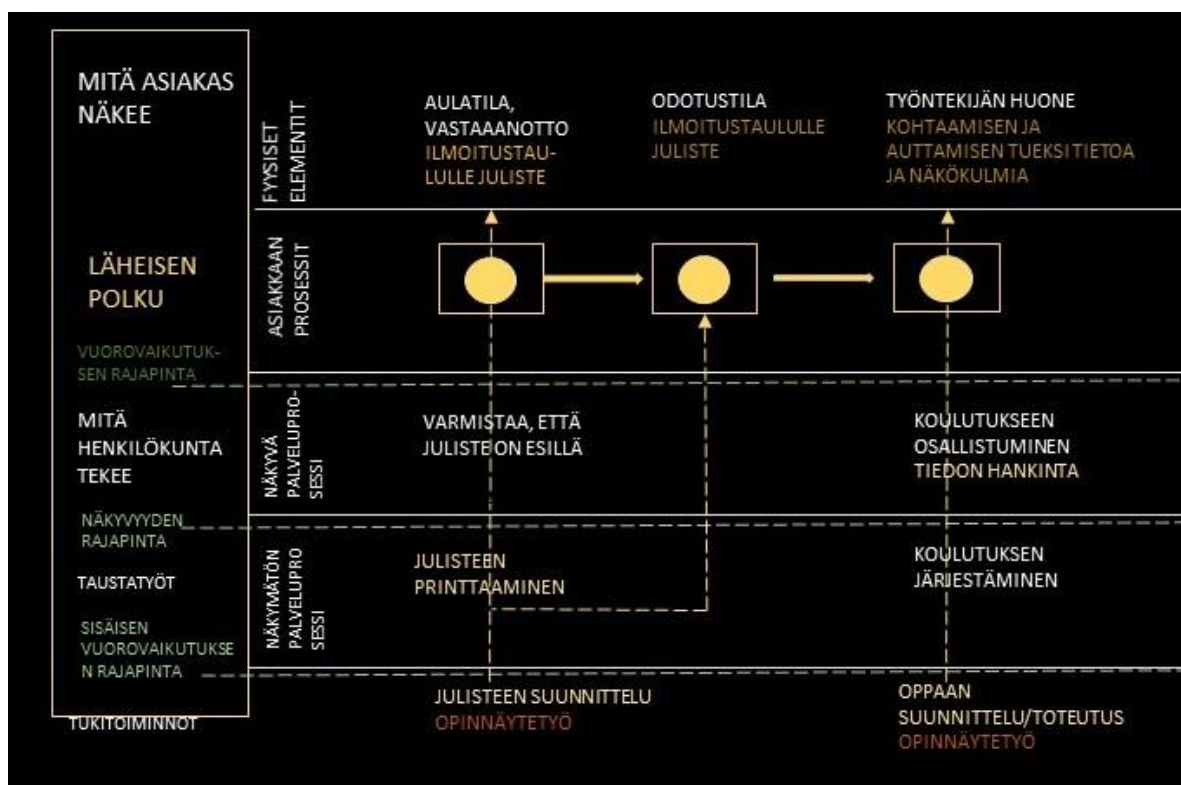 MITÄ ASIAKAS
NÄKEE
FYYSISET
ELEMENTIT
AULATILA,
VASTAAANOTTO
ILMOITUSTAU-
LULLE JULISTE
ODOTUSTILA
ILMOITUSTAULULLE
JULISTE
TYÖNTEKIJÄN HUONE
KOHTAAMISEN JA
AUTTAMISEN TUEKSI TIETOA
JA NÄKÖKULMIA
LÄHEISEN
POLKU
ASIAKKAAN
PROSESSIT
VUOROVAIKUTUK-
SEN RAJAPINTA
MITÄ
HENKILÖKUNTA
TEKEE
NÄKYVÄ
PALVELUPRO-
SESSI
VARMISTAA, ETTÄ
JULISTE ON ESILLÄ
KOULUTUKSEEN
OSALLISTUMINEN
TIEDON HANKINTA
NÄKYVYYDEN
RAJAPINTA
TAUSTATYÖT
NÄKYMÄTÖN
PALVELUPRO
SESSI
JULISTEEN
PRINTTAAMINEN
KOULUTUKSEN
JÄRJESTÄMINEN
SISÄISEN
VUOROVAIKUTUKSE
N RAJAPINTA
TUKITOIMINNOT
JULISTEEN SUUNNITTELU
OPINNÄYTETYÖ
OPPAAN
SUUNNITTELU/TOTEUTUS
OPINNÄYTETYÖ